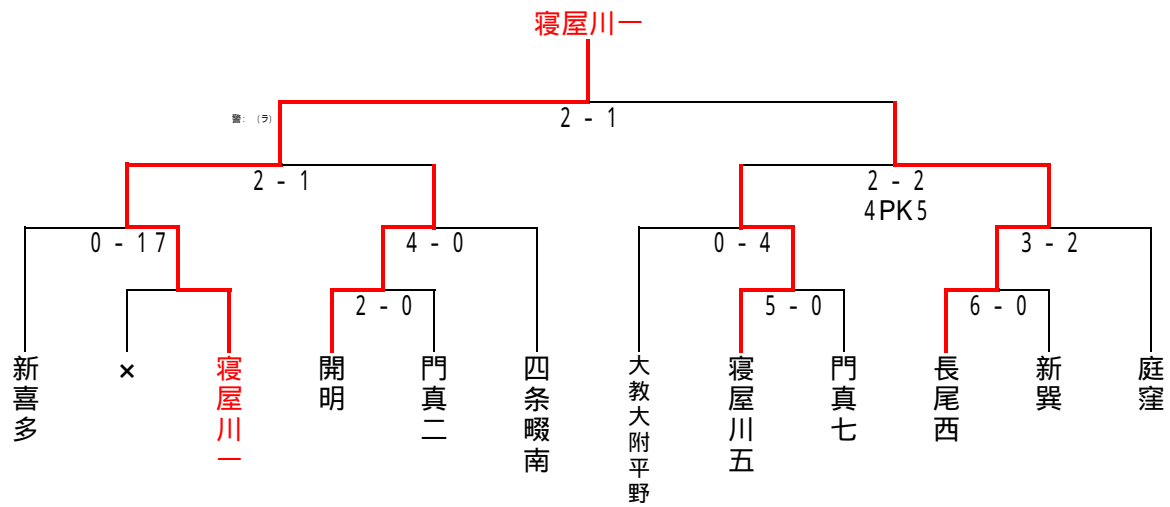 寝屋川一
警: (ラ)
2 - 1
2 - 1
2 - 2
4PK5
0 - 17
4 - 0
0 - 4
3 - 2
2 - 0
5 - 0
6 - 0
新喜多
×
寝屋川一
開明
門真二
四条畷南
大教大附平野
寝屋川五
門真七
長尾西
新巽
庭窪